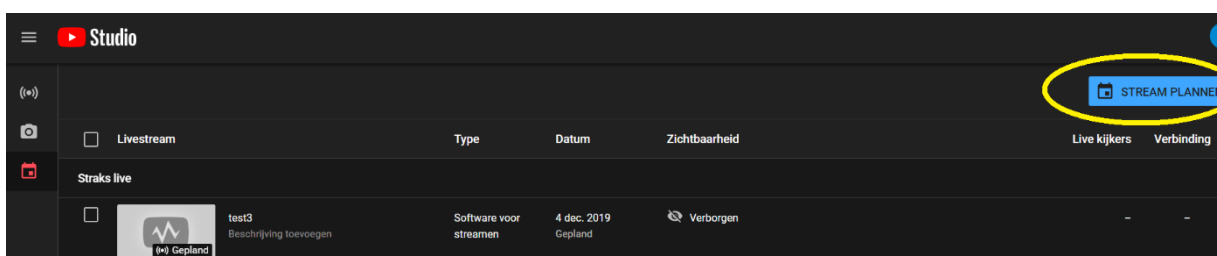 Studio
STREAM PLANNE
Livestream Type Datum Zichtbaarheid Live kijkers Verbinding
Straks live
test3 Software voor 4 dec. 2019 Verborgen – –
Beschrijving toevoegen streamen Gepland
((•)) Gepland